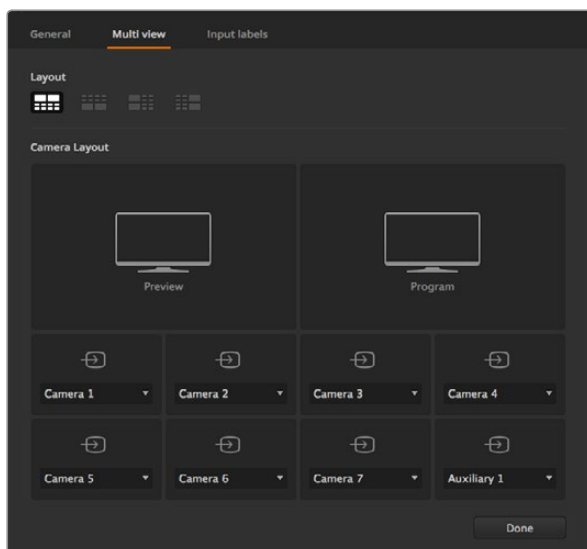 General Multi view Input labels
Layout
Camera Layout
Preview Program
Camera 1 Camera 2 Camera 3 Camera 4
Camera 5 Camera 6 Camera 7 Auxiliary 1
Done